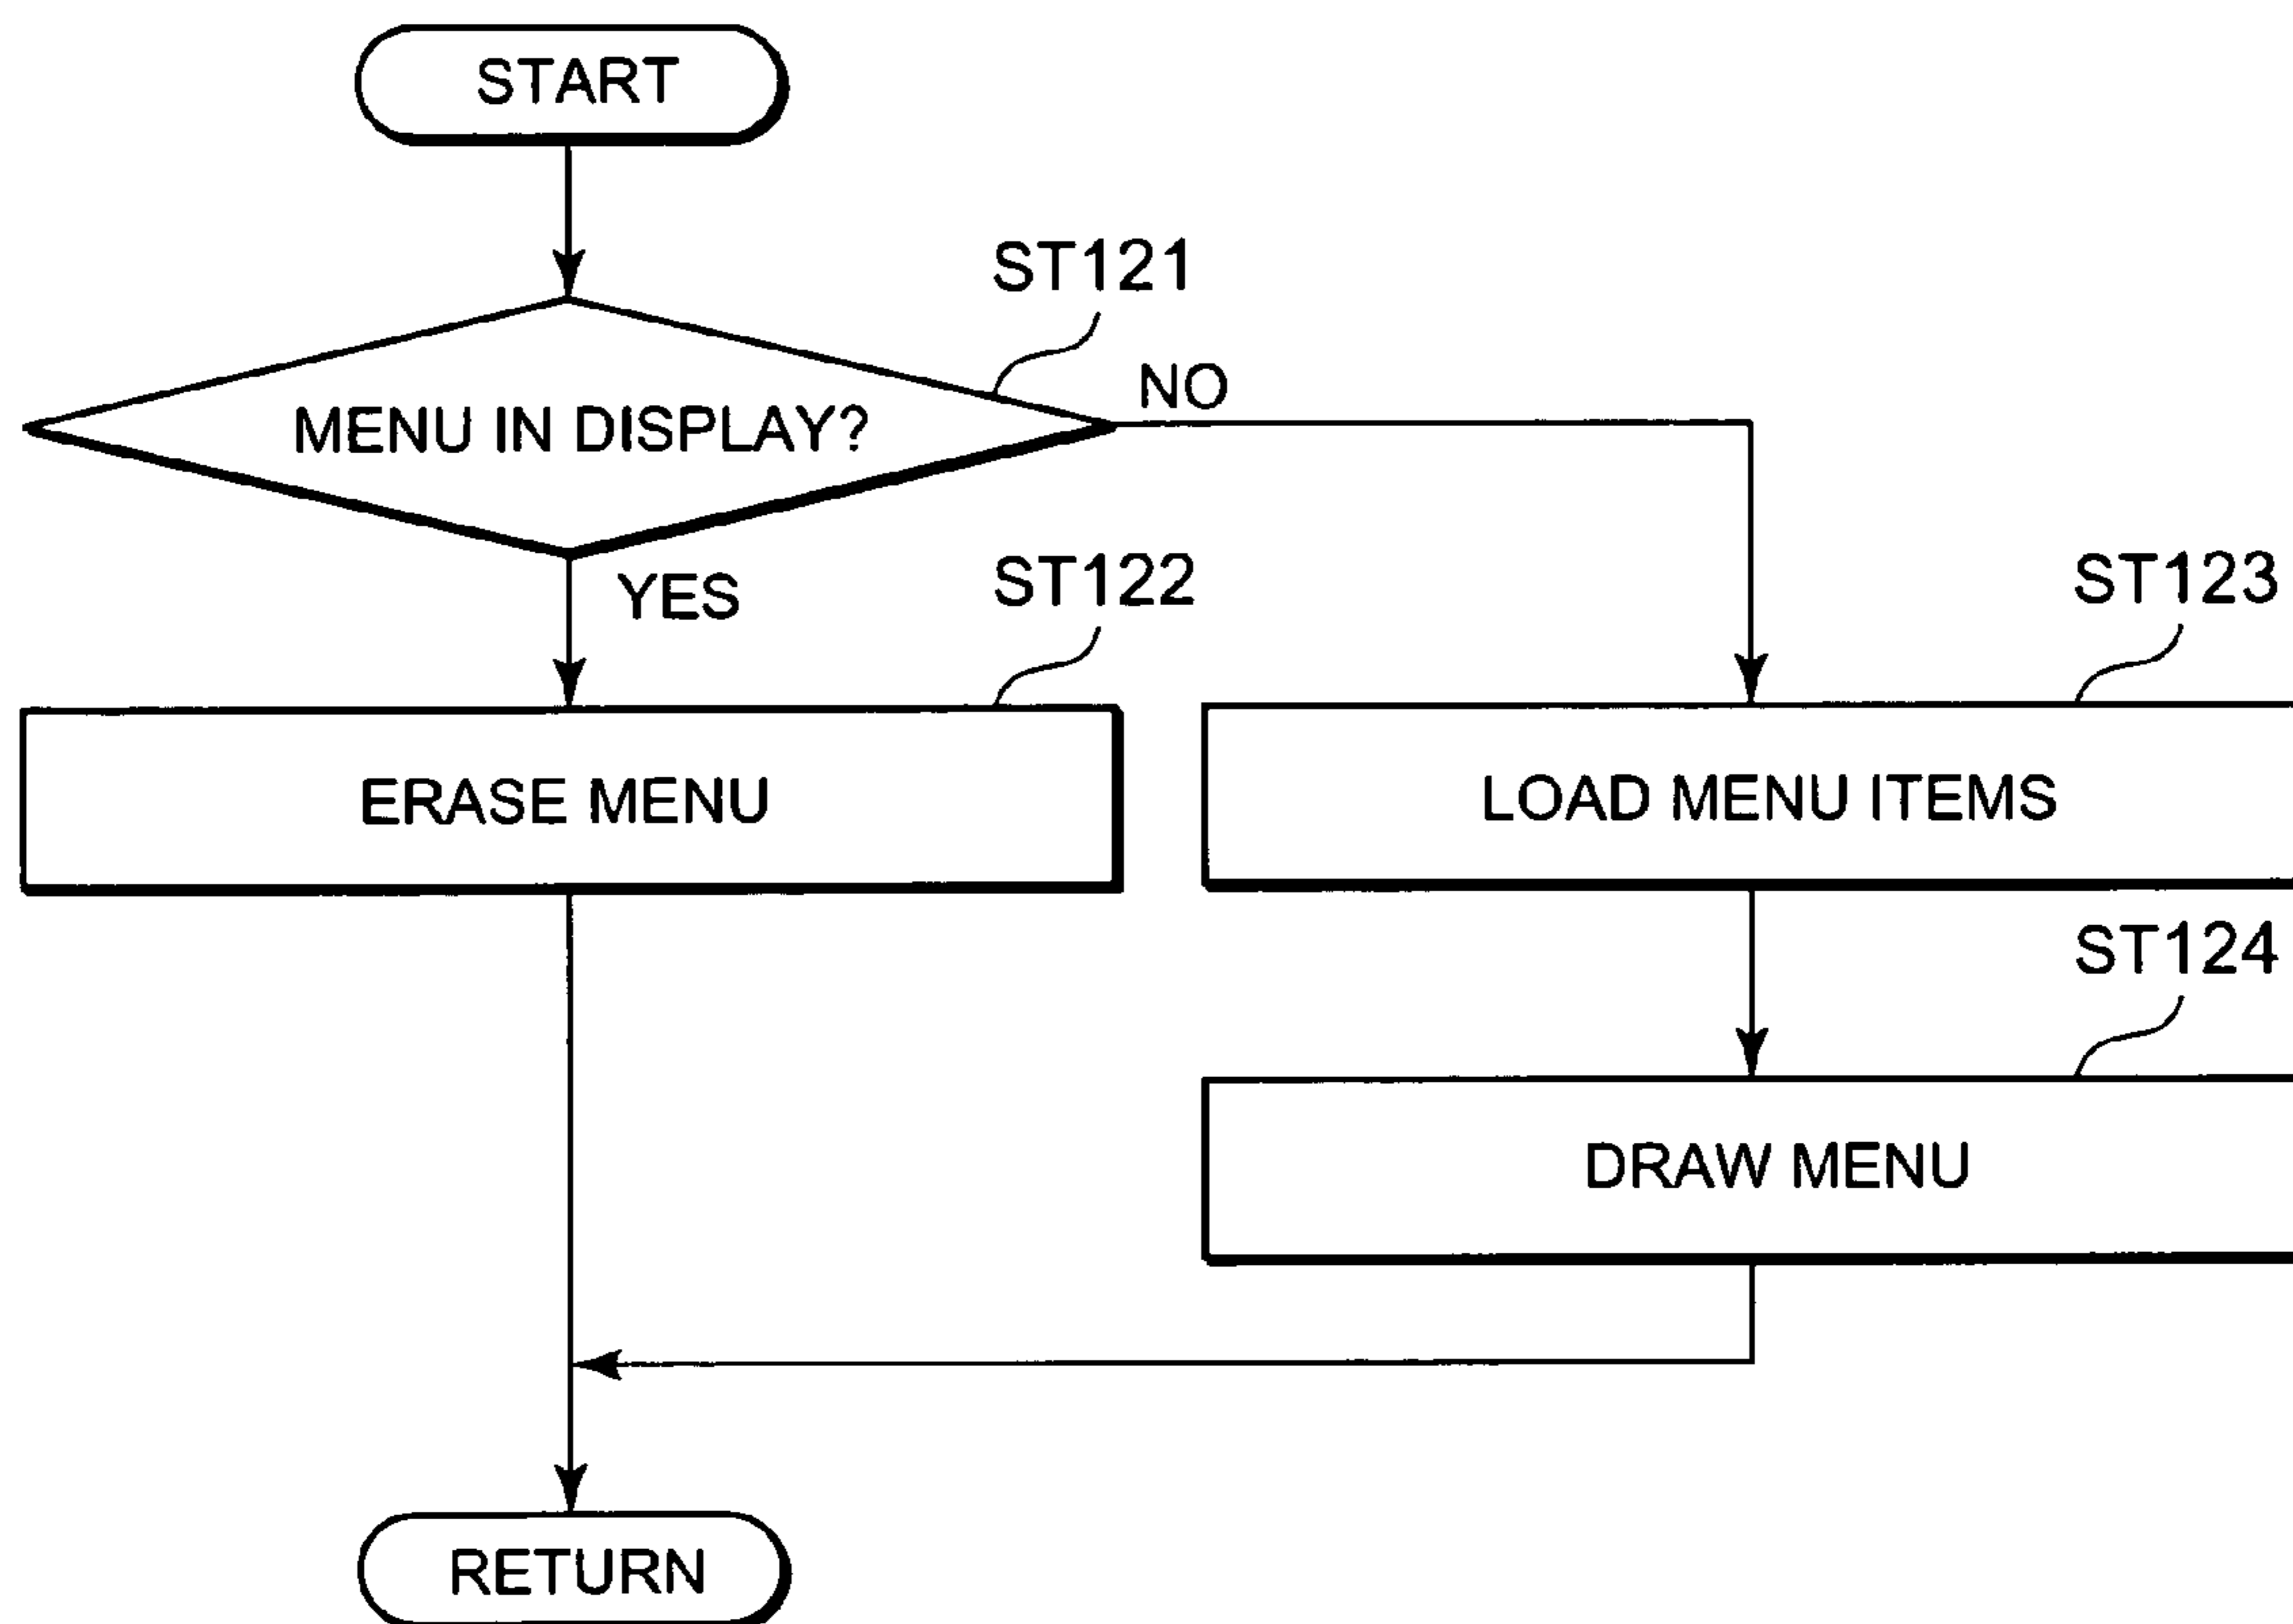 START
ST121
NO
MENU IN DISPLAY?
YES
ST122
ST123
ERASE MENU
LOAD MENU ITEMS
ST124
DRAW MENU
RETURN